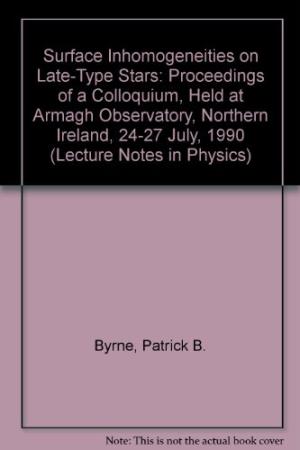 Surface Inhomogeneities on
Late-Type Stars: Proceedings
of a Colloquium, Held at
Armagh Observatory, Northern
Ireland, 24-27 July, 1990
(Lecture Notes in Physics)
Byrne, Patrick B.
Note: This is not the actual book cover